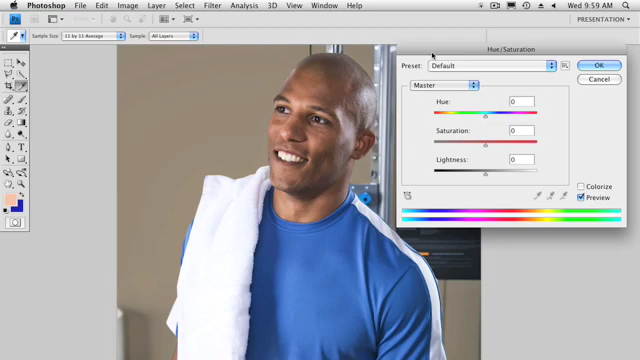 Photoshop File Edit Image Layer Select Filter Analysis 3D View Window Help Wed 9:59 AM
Ps PRESENTATION
Sample Size: 11 by 11 Average Sample: All Layers
Hue/Saturation
Preset: Default OK
Cancel
Master
Hue: 0
Saturation: 0
Lightness: 0
Colorize
Preview